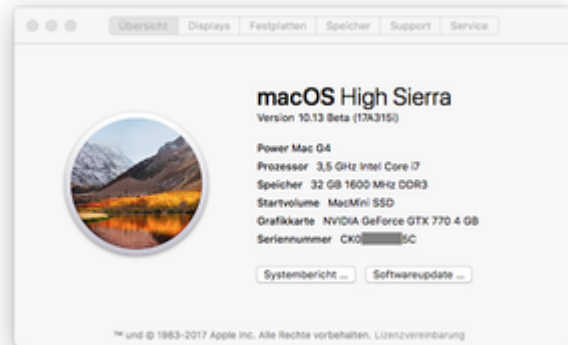 Übersicht Displays Festplatten Speicher Support Service
macOS High Sierra
Version 10.13 Beta (17A315i)
Power Mac G4
Prozessor 3,5 GHz Intel Core i7
Speicher 32 GB 1600 MHz DDR3
Startvolume MacMini SSD
Grafikkarte NVIDIA GeForce GTX 770 4 GB
Seriennummer CK0 5C
Systembericht ... Softwareupdate ...
™ und © 1983-2017 Apple Inc. Alle Rechte vorbehalten. Lizenzvereinbarung